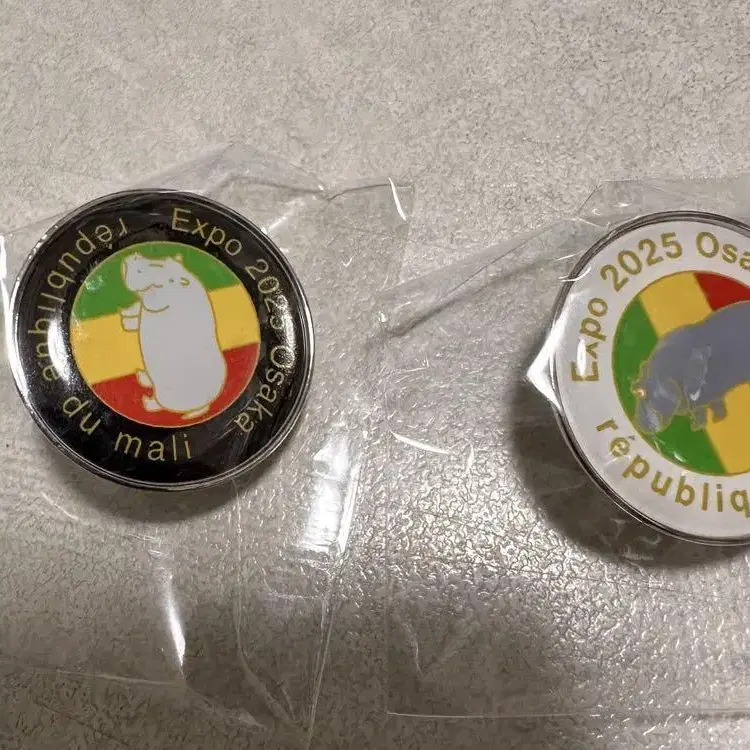 Expo 2025 Osaka
république du mali
Expo 2025 Osa
républiq